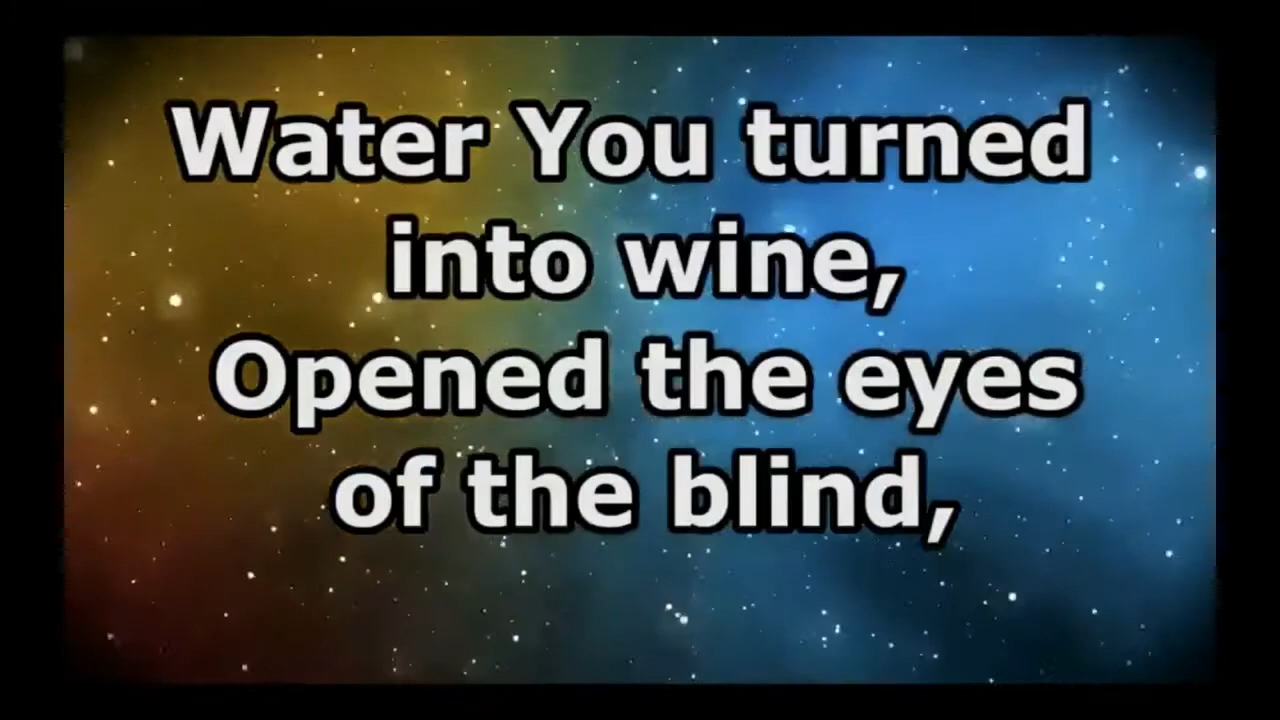 Water You turned
into wine,
Opened the eyes
of the blind,